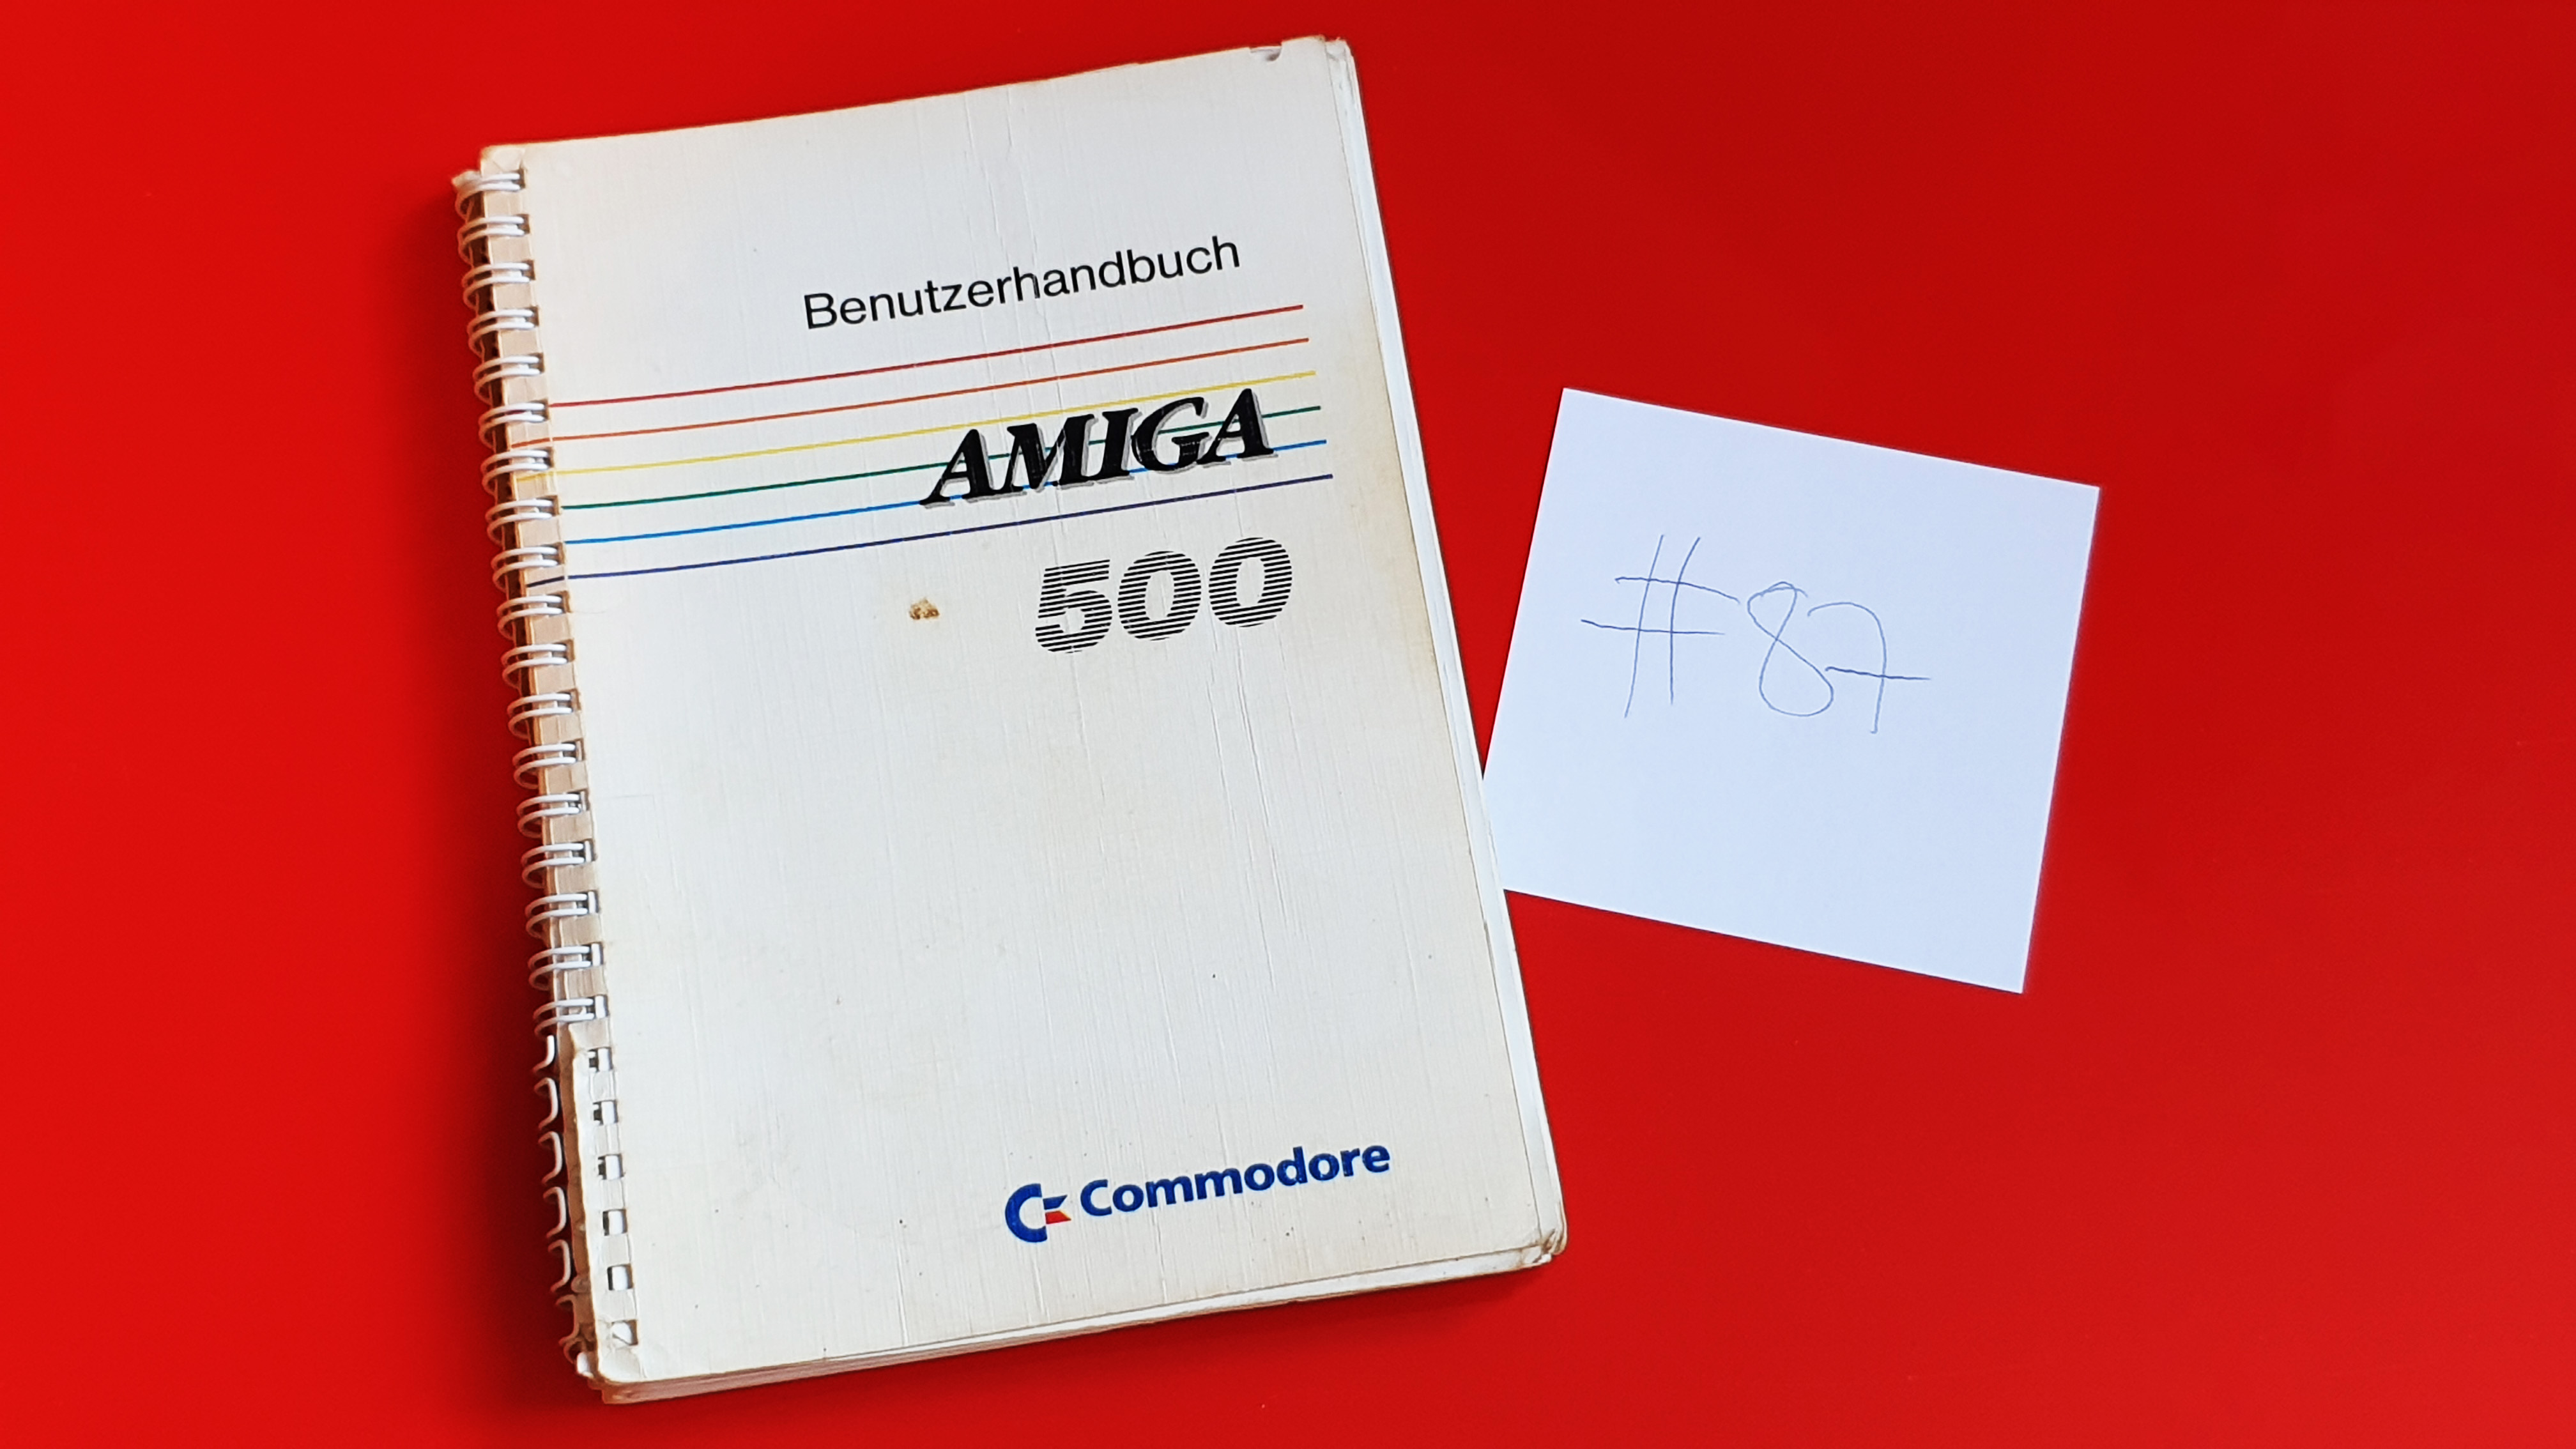 Benutzerhandbuch
AMIGA
500
Commodore
#87